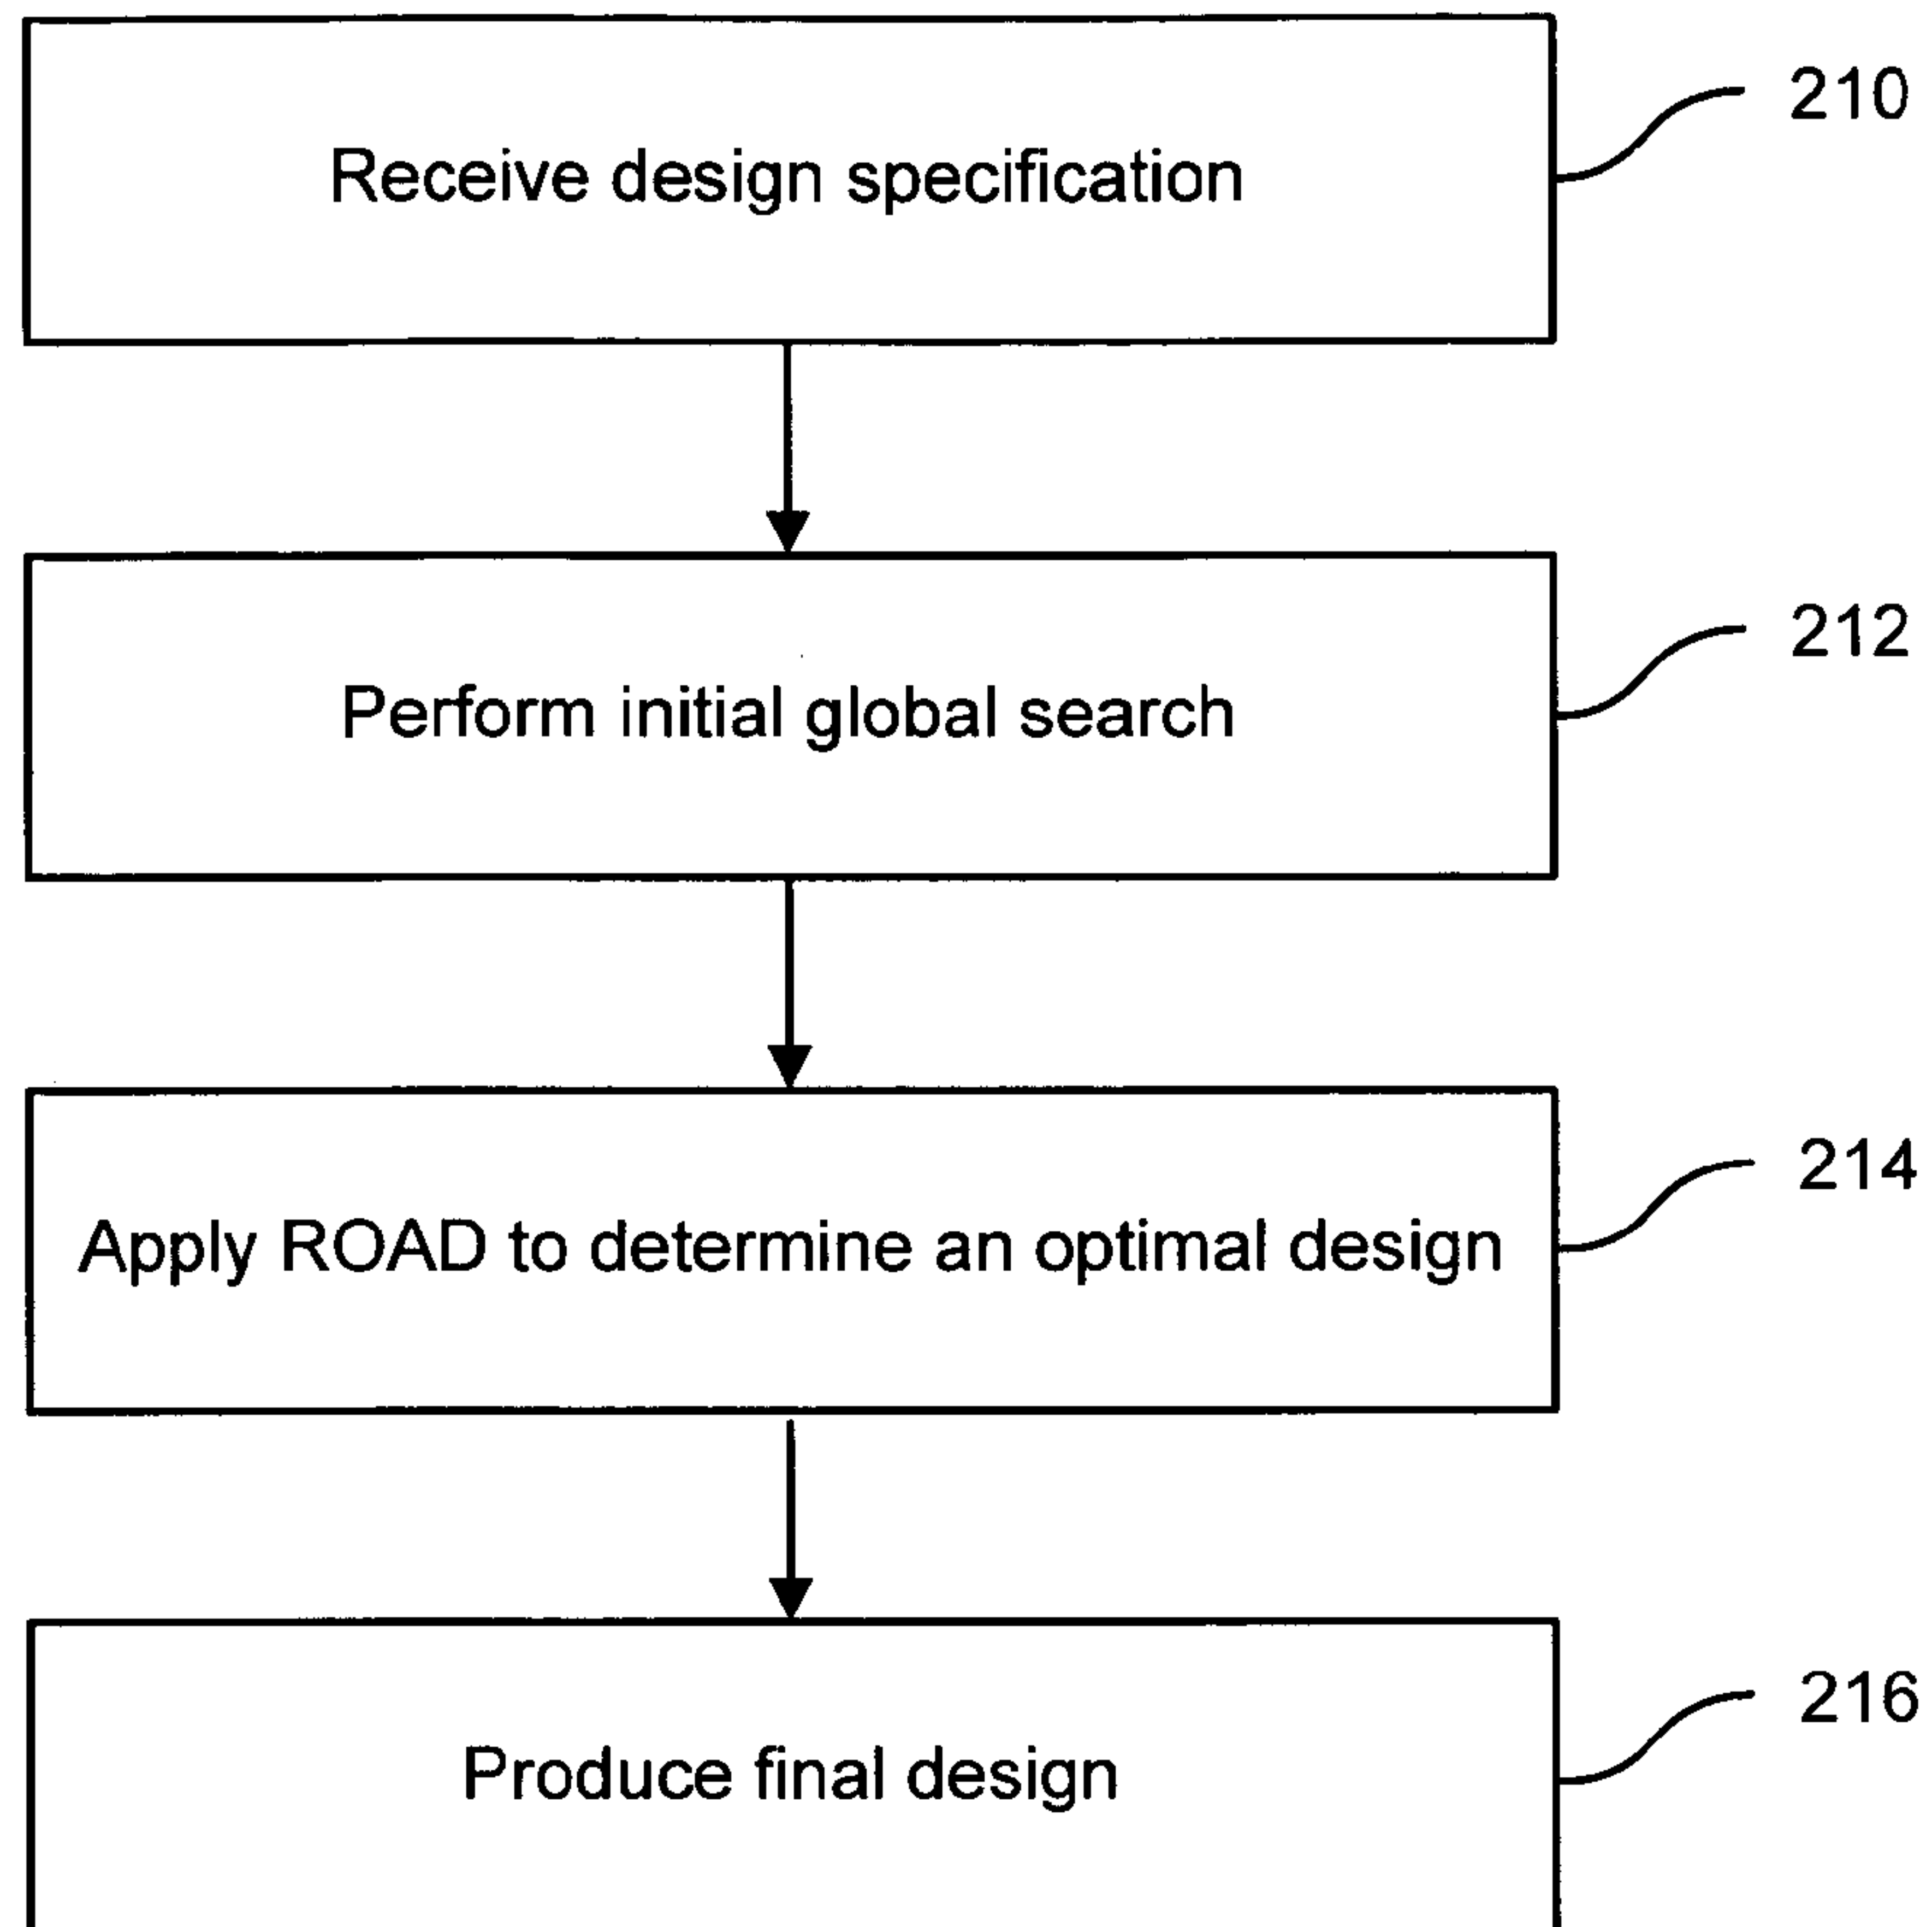 Receive design specification
210
Perform initial global search
212
Apply ROAD to determine an optimal design
214
Produce final design
216